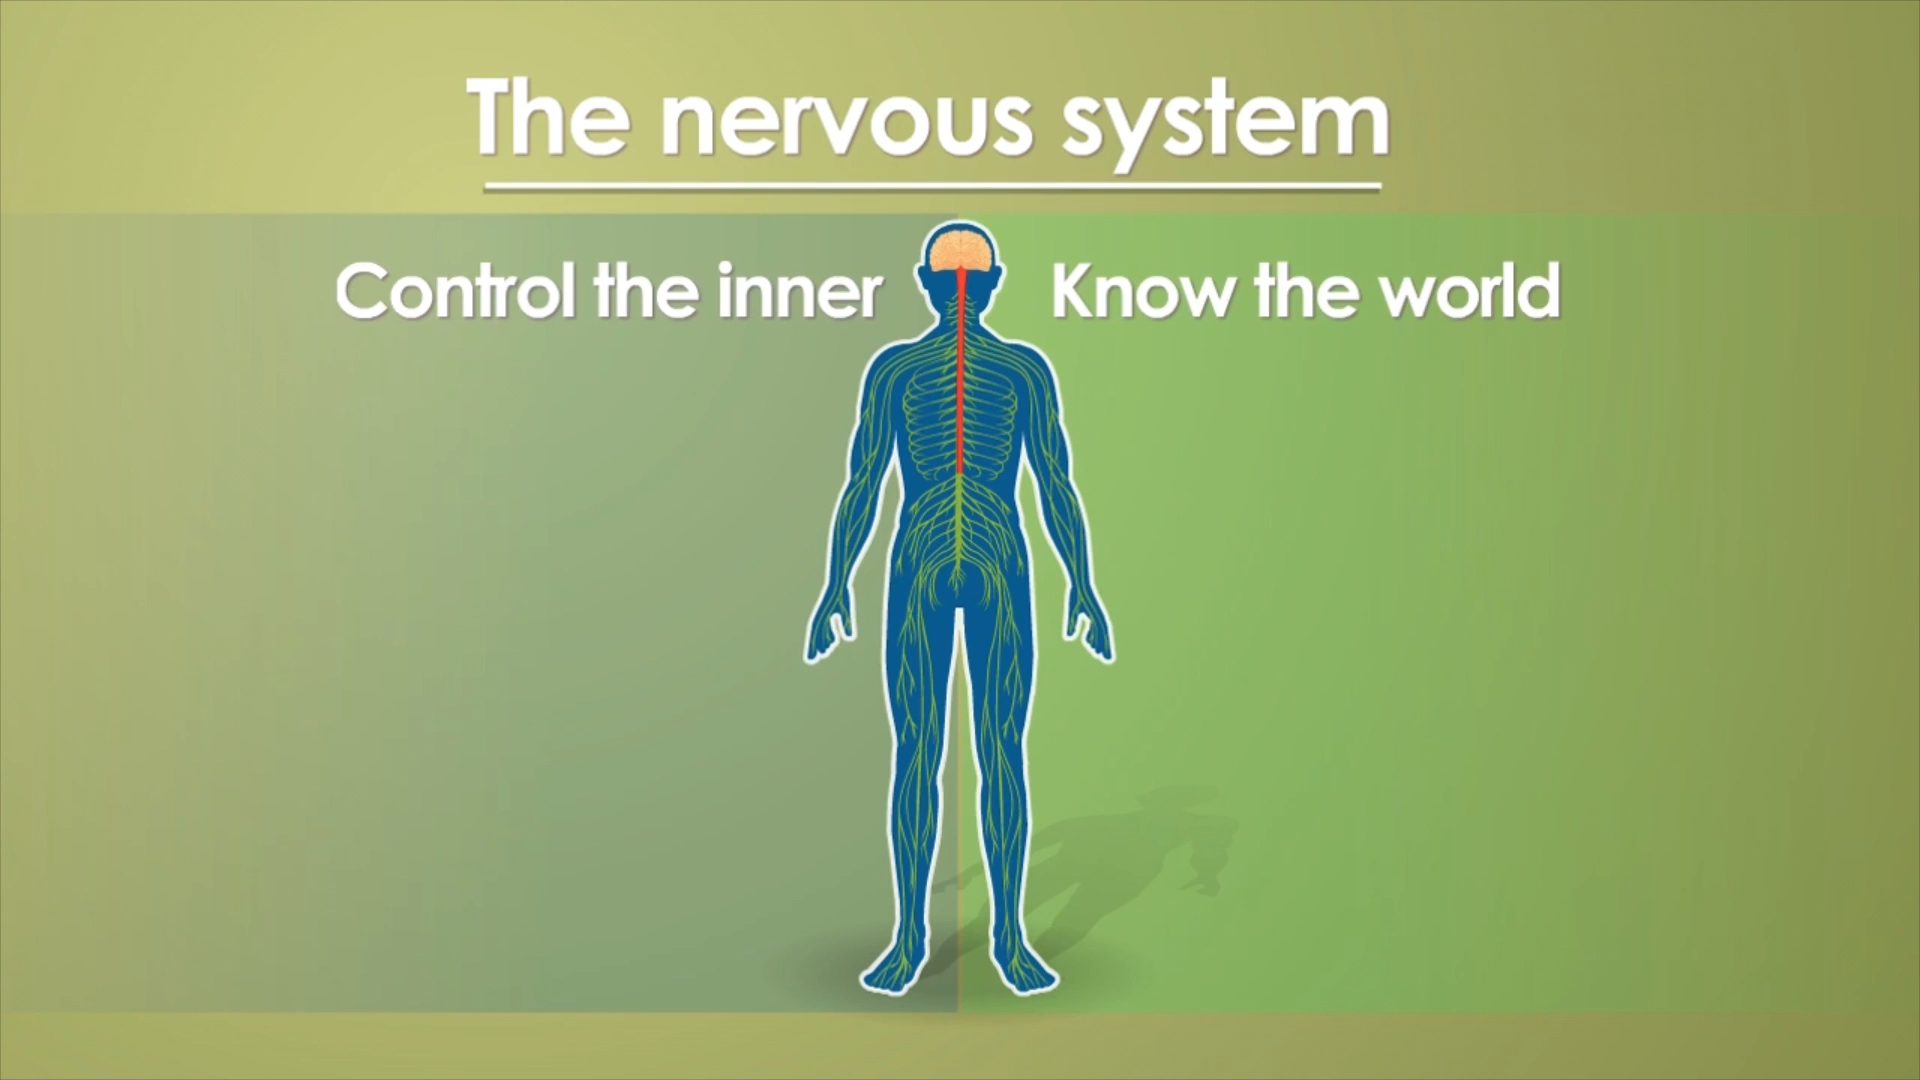 The nervous system
Control the inner
Know the world